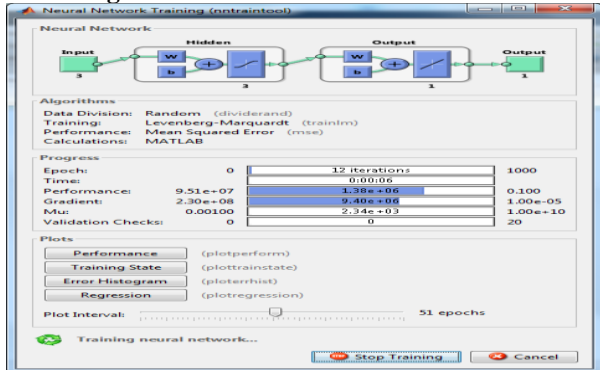 Neural Network Training (nntraintool)
Neural Network
Hidden
Output
Input
W
b
W
b
Output
3
3
1
1
Algorithms
Data Division: Random (dividerand)
Training: Levenberg-Marquardt (trainlm)
Performance: Mean Squared Error (mse)
Calculations: MATLAB
Progress
Epoch: 0 12 iterations 1000
Time: 0:00:06
Performance: 9.51e+07 1.38e+06 0.100
Gradient: 2.30e+08 9.40e+06 1.00e-05
Mu: 0.00100 2.34e+03 1.00e+10
Validation Checks: 0 0 20
Plots
Performance (plotperform)
Training State (plottrainstate)
Error Histogram (ploterrhist)
Regression (plotregression)
Plot Interval: 51 epochs
Training neural network...
Stop Training Cancel